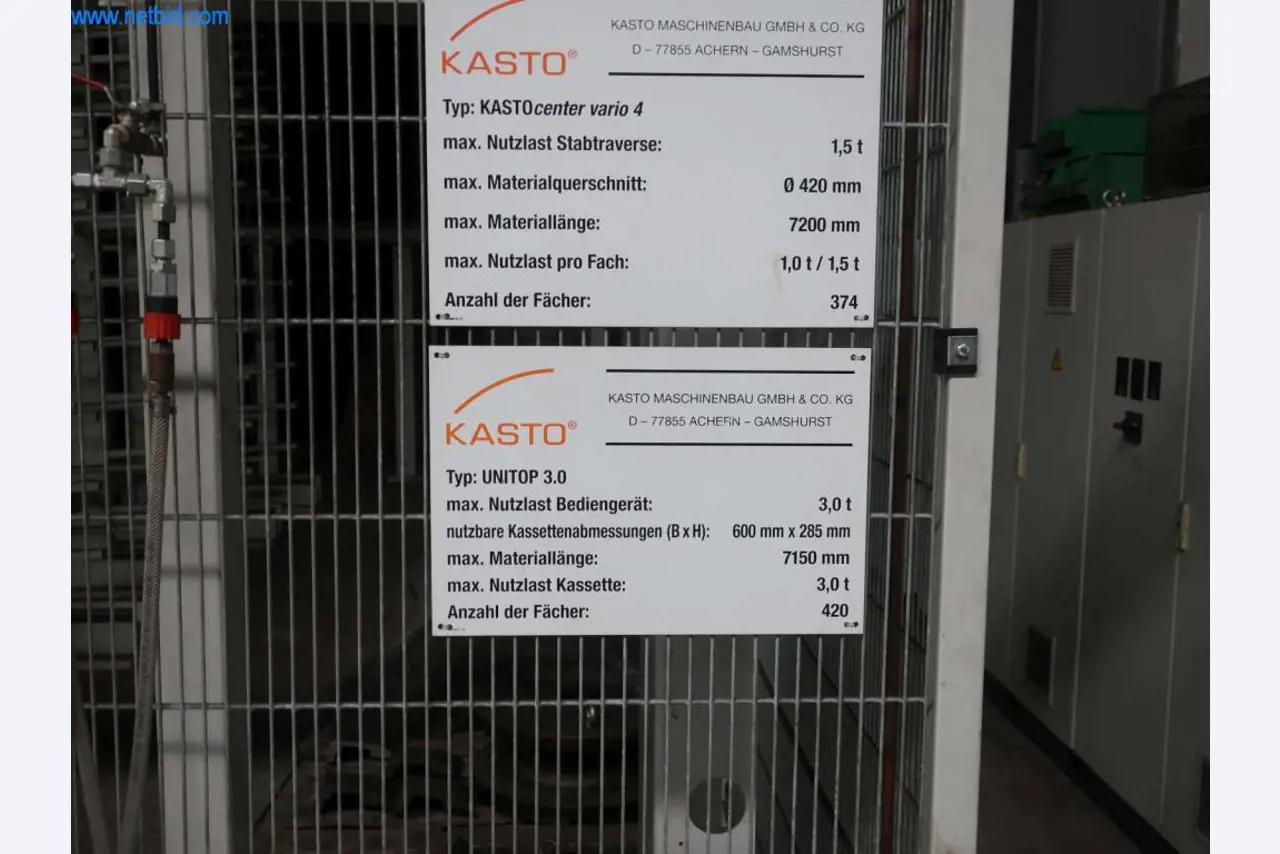 www.netbid.com
KASTO®
KASTO MASCHINENBAU GMBH & CO. KG
D – 77855 ACHERN – GAMSHURST
Typ: KASTOcenter vario 4
max. Nutzlast Stabtraverse: 1,5 t
max. Materialquerschnitt: Ø 420 mm
max. Materiallänge: 7200 mm
max. Nutzlast pro Fach: 1,0 t / 1,5 t
Anzahl der Fächer: 374
KASTO®
KASTO MASCHINENBAU GMBH & CO. KG
D – 77855 ACHERN – GAMSHURST
Typ: UNITOP 3.0
max. Nutzlast Bediengerät: 3,0 t
nutzbare Kassettenabmessungen (B x H): 600 mm x 285 mm
max. Materiallänge: 7150 mm
max. Nutzlast Kassette: 3,0 t
Anzahl der Fächer: 420